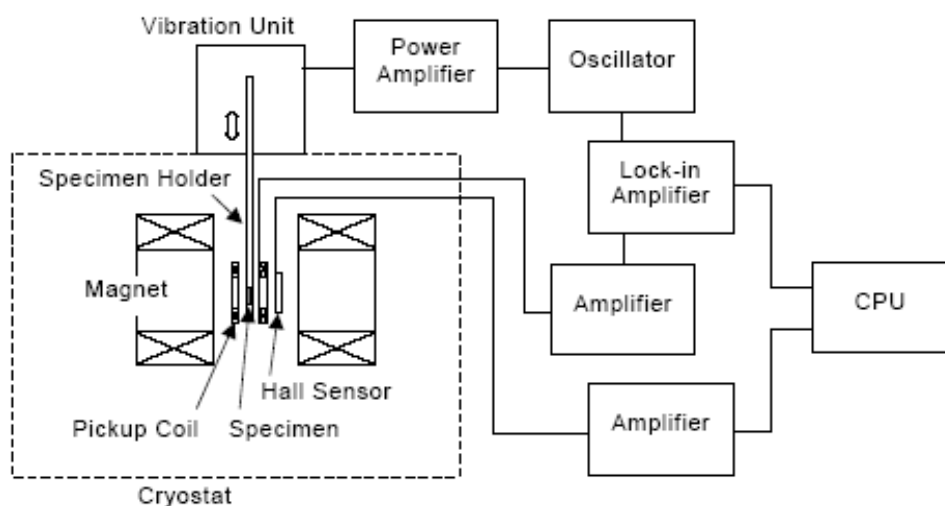 Vibration Unit
Power
Amplifier
Oscillator
Specimen Holder
Lock-in
Amplifier
Magnet
Amplifier
CPU
Hall Sensor
Pickup Coil
Specimen
Amplifier
Cryostat